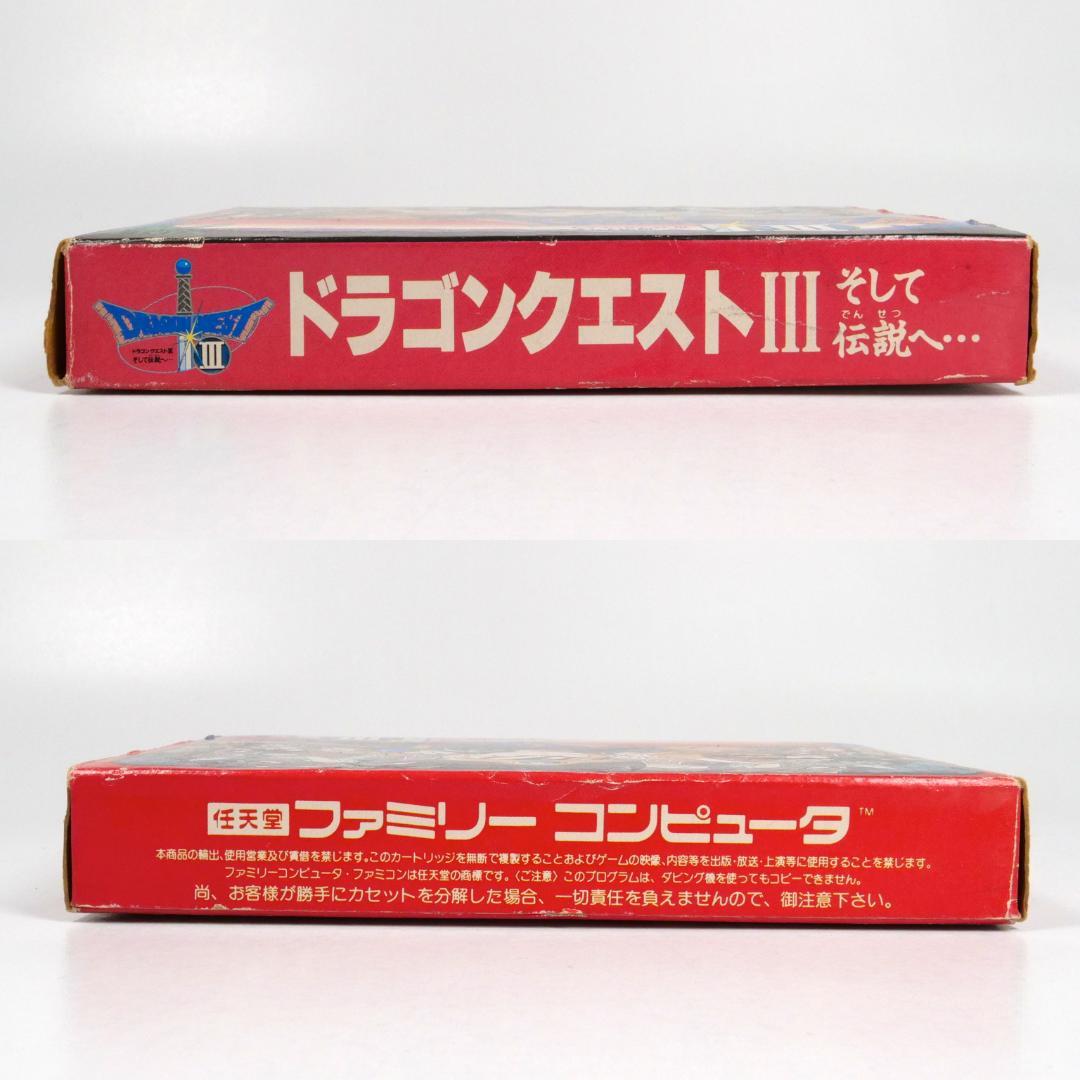 DRAGON QUEST
III
ドラゴンクエストIII
そして伝説へ…
ドラゴンクエストIII
そして
でんせつ
伝説へ…
任天堂 ファミリー コンピュータ™
本商品の輸出、使用営業及び賃借を禁じます。このカートリッジを無断で複製することおよびゲームの映像、内容等を出版・放送・上演等に使用することを禁じます。
ファミリーコンピュータ・ファミコンは任天堂の商標です。〈ご注意〉このプログラムは、ダビング機を使ってもコピーできません。
尚、お客様が勝手にカセットを分解した場合、一切責任を負えませんので、御注意下さい。